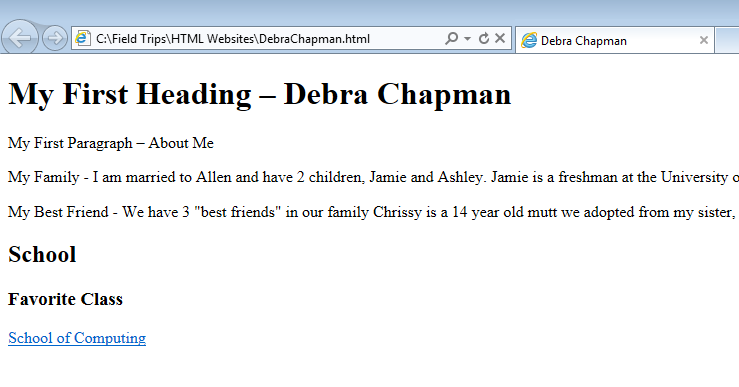 C:\Field Trips\HTML Websites\DebraChapman.html
Debra Chapman
My First Heading – Debra Chapman
My First Paragraph – About Me
My Family - I am married to Allen and have 2 children, Jamie and Ashley. Jamie is a freshman at the University
My Best Friend - We have 3 "best friends" in our family Chrissy is a 14 year old mutt we adopted from my sister,
School
Favorite Class
School of Computing